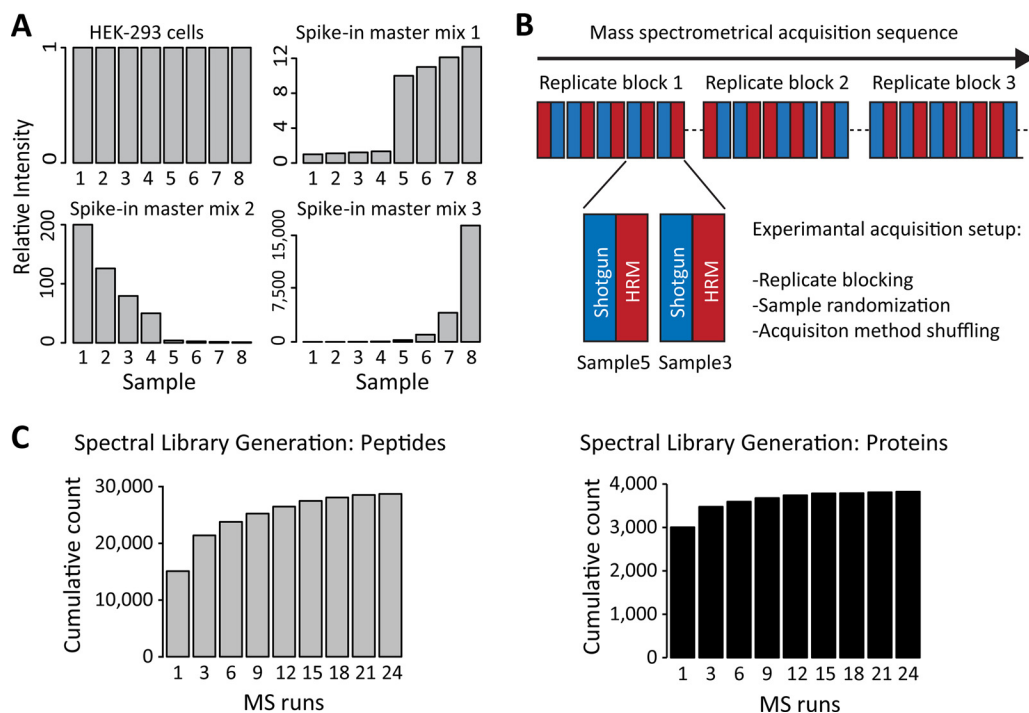 A
HEK-293 cells
Spike-in master mix 1
Relative Intensity
0 1
1 2 3 4 5 6 7 8
0 4 8 12
1 2 3 4 5 6 7 8
Spike-in master mix 2
Spike-in master mix 3
0 100 200
1 2 3 4 5 6 7 8
Sample
0 7,500 15,000
1 2 3 4 5 6 7 8
Sample
B
Mass spectrometrical acquisition sequence
Replicate block 1
Replicate block 2
Replicate block 3
Shotgun
HRM
Shotgun
HRM
Sample5
Sample3
Experimantal acquisition setup:
-Replicate blocking
-Sample randomization
-Acquisiton method shuffling
C
Spectral Library Generation: Peptides
Cumulative count
30,000
20,000
10,000
0
1 3 6 9 12 15 18 21 24
MS runs
Spectral Library Generation: Proteins
Cumulative count
4,000
3,000
2,000
1,000
0
1 3 6 9 12 15 18 21 24
MS runs